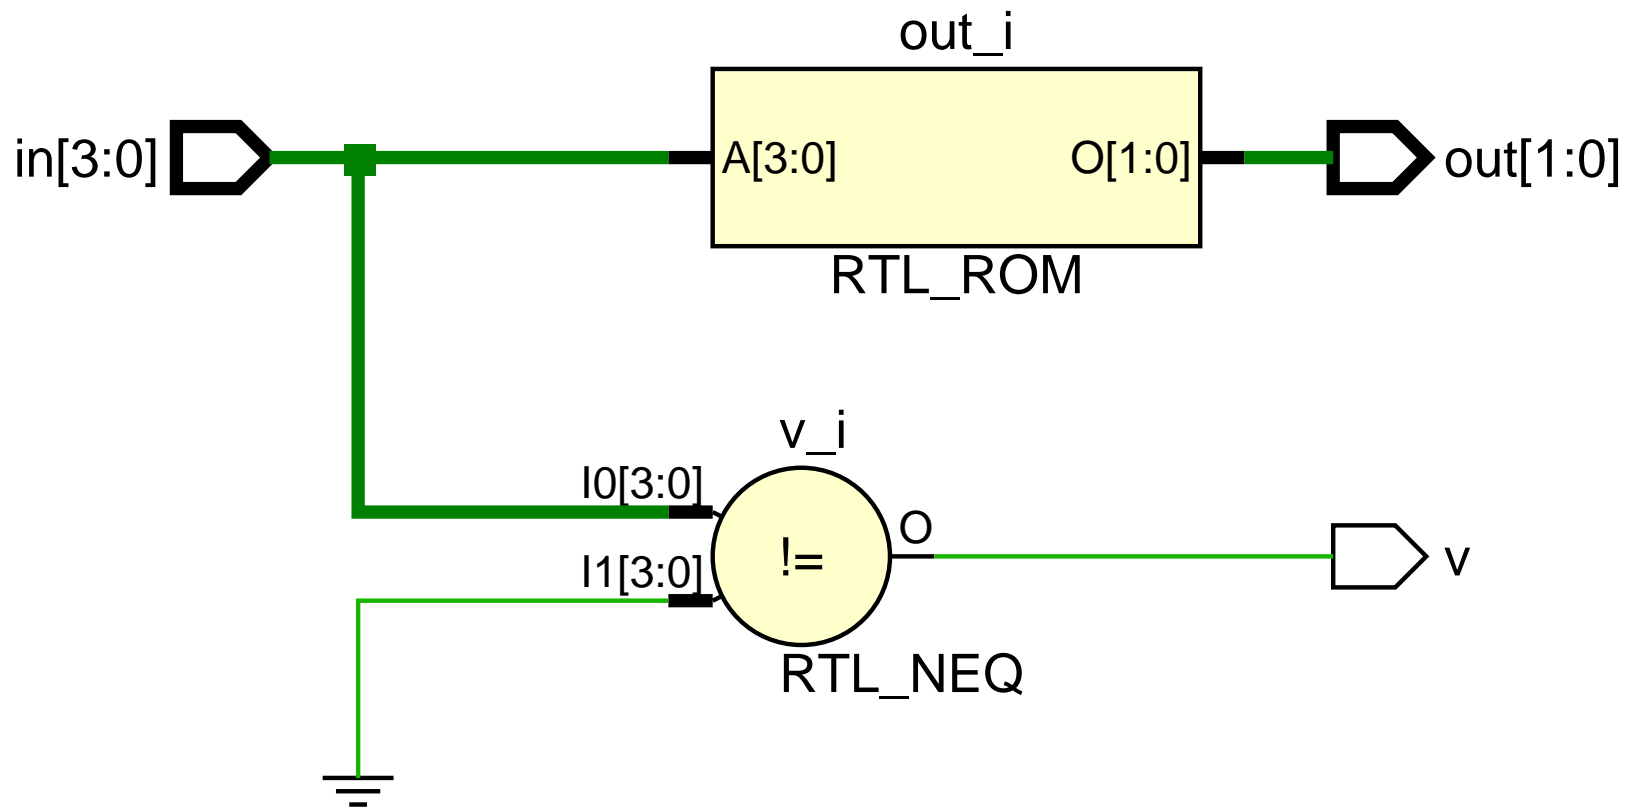 out_i
in[3:0]
A[3:0]
O[1:0]
out[1:0]
RTL_ROM
v_i
I0[3:0]
O
I1[3:0]
!=
v
RTL_NEQ